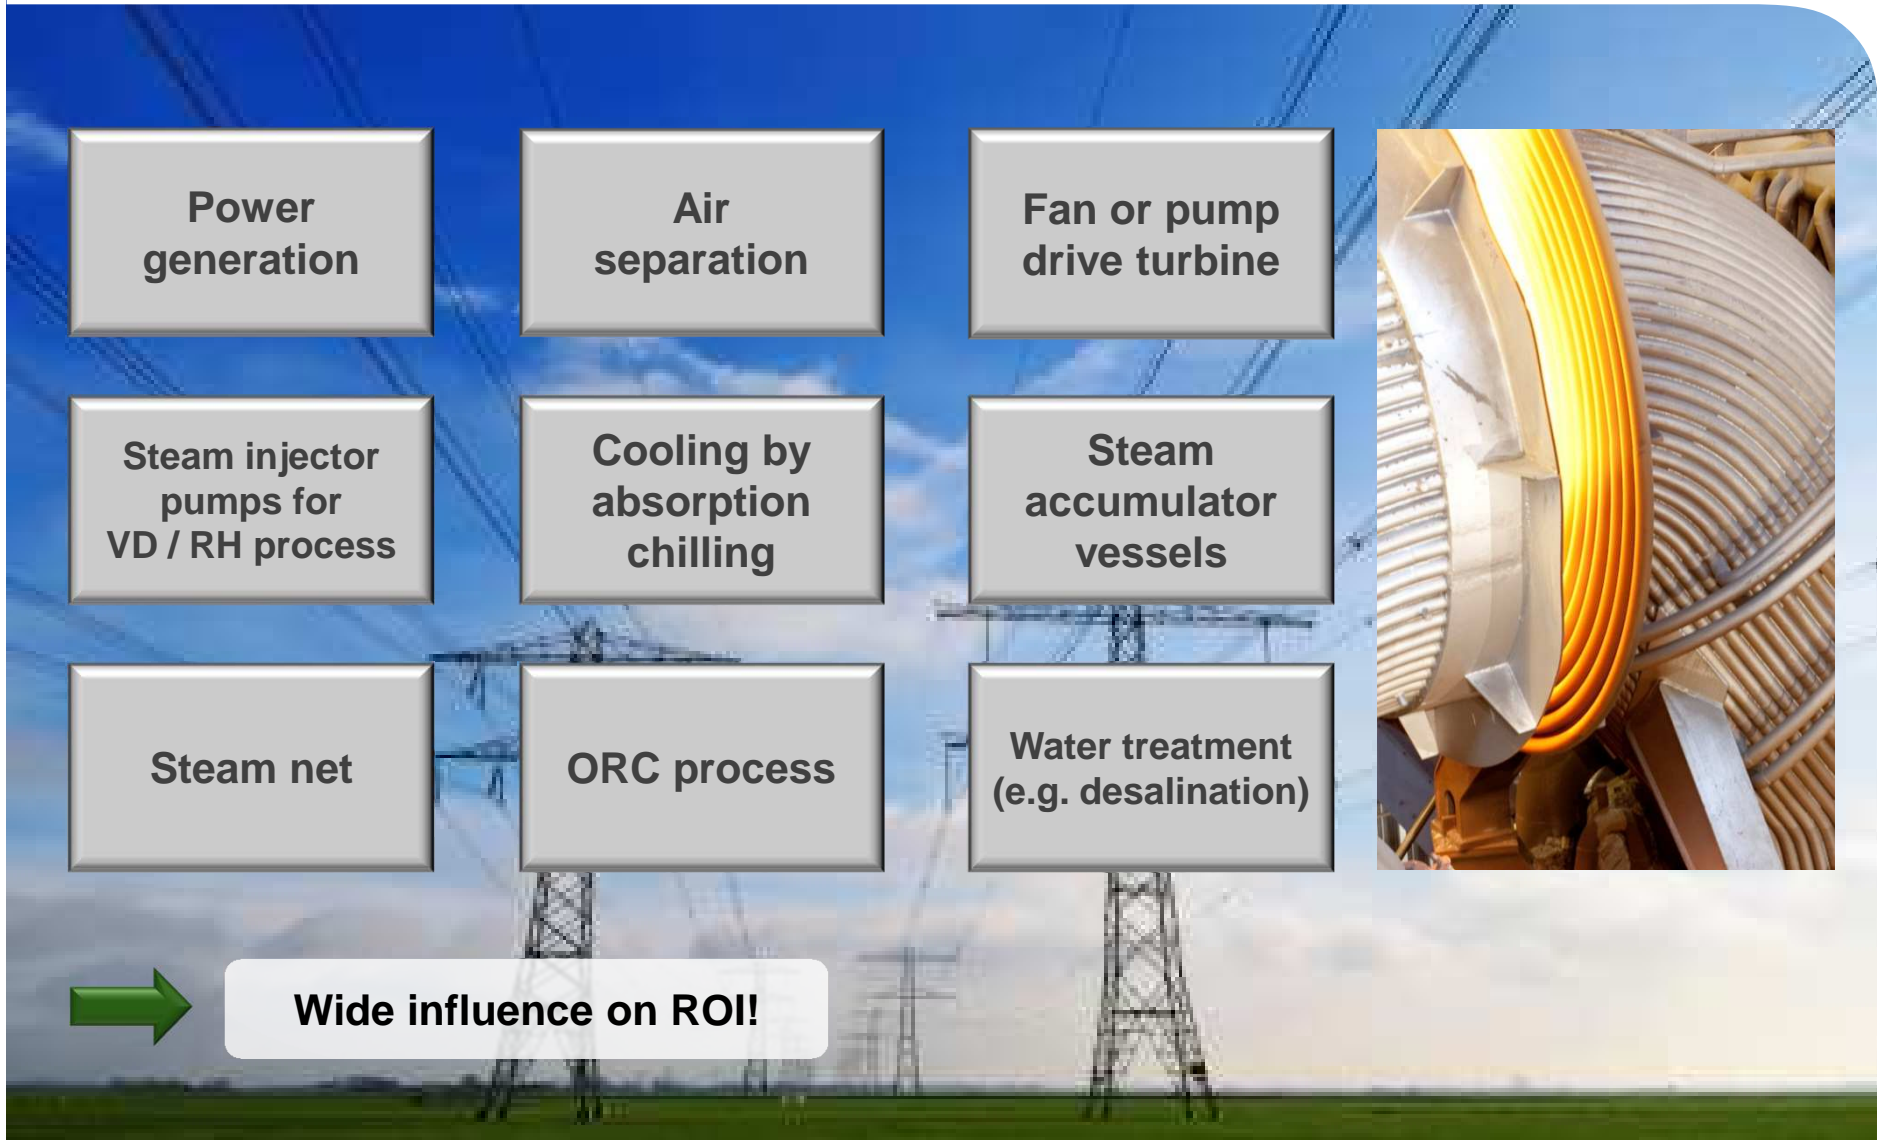 Power
generation
Air
separation
Fan or pump
drive turbine
Steam injector
pumps for
VD / RH process
Cooling by
absorption
chilling
Steam
accumulator
vessels
Steam net
ORC process
Water treatment
(e.g. desalination)
Wide influence on ROI!